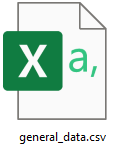 X a,
general_data.csv